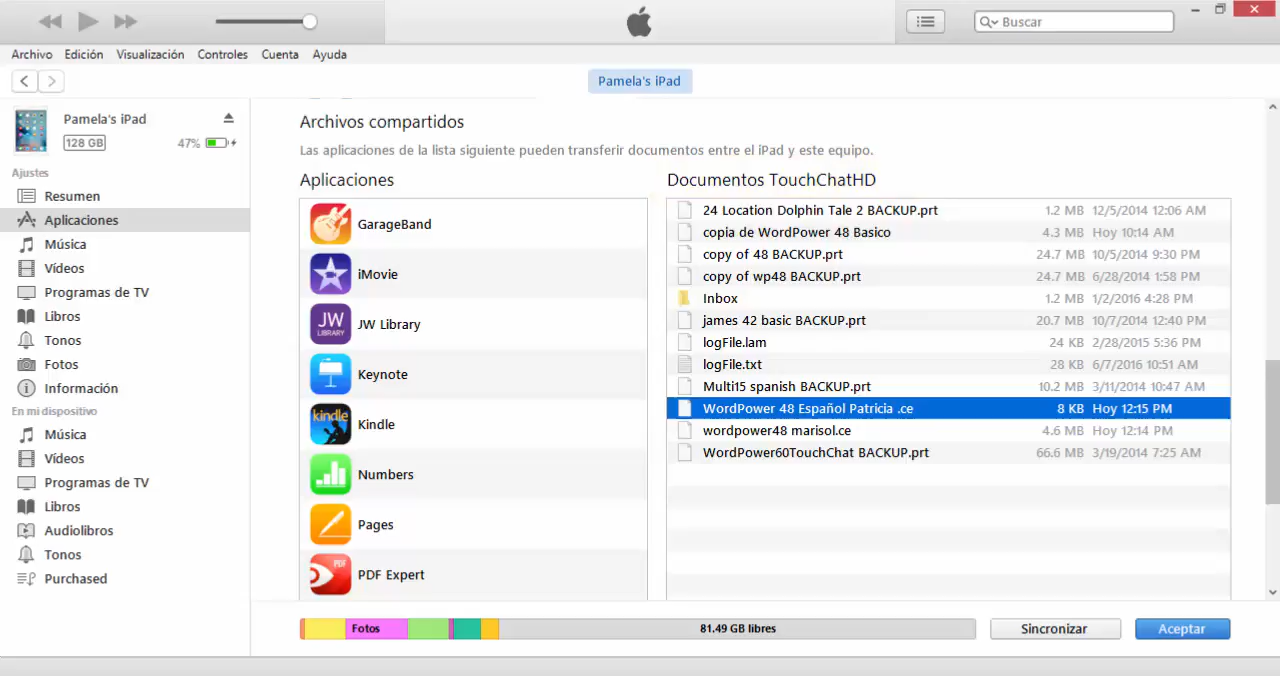 Buscar
Archivo Edición Visualización Controles Cuenta Ayuda
Pamela's iPad
Pamela's iPad
128 GB 47%
Ajustes
Resumen
Aplicaciones
Música
Vídeos
Programas de TV
Libros
Tonos
Fotos
Información
En mi dispositivo
Música
Vídeos
Programas de TV
Libros
Audiolibros
Tonos
Purchased
Archivos compartidos
Las aplicaciones de la lista siguiente pueden transferir documentos entre el iPad y este equipo.
Aplicaciones
GarageBand
iMovie
JW LIBRARY JW Library
Keynote
kindle Kindle
Numbers
Pages
PDF PDF Expert
Documentos TouchChatHD
24 Location Dolphin Tale 2 BACKUP.prt 1.2 MB 12/5/2014 12:06 AM
copia de WordPower 48 Basico 4.3 MB Hoy 10:14 AM
copy of 48 BACKUP.prt 24.7 MB 10/5/2014 9:30 PM
copy of wp48 BACKUP.prt 24.7 MB 6/28/2014 1:58 PM
Inbox 1.2 MB 1/2/2016 4:28 PM
james 42 basic BACKUP.prt 20.7 MB 10/7/2014 12:40 PM
logFile.lam 24 KB 2/28/2015 5:36 PM
logFile.txt 28 KB 6/7/2016 10:51 AM
Multi15 spanish BACKUP.prt 10.2 MB 3/11/2014 10:47 AM
WordPower 48 Español Patricia .ce 8 KB Hoy 12:15 PM
wordpower48 marisol.ce 4.6 MB Hoy 12:14 PM
WordPower60TouchChat BACKUP.prt 66.6 MB 3/19/2014 7:25 AM
Fotos 81.49 GB libres Sincronizar Aceptar